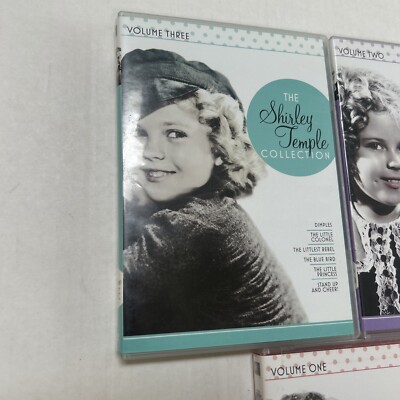 VOLUME THREE
THE
Shirley
Temple
COLLECTION
DIMPLES
THE LITTLE
COLONEL
THE LITTLEST REBEL
THE BLUE BIRD
THE LITTLE
PRINCESS
STAND UP
AND CHEER!
VOLUME TWO
VOLUME ONE